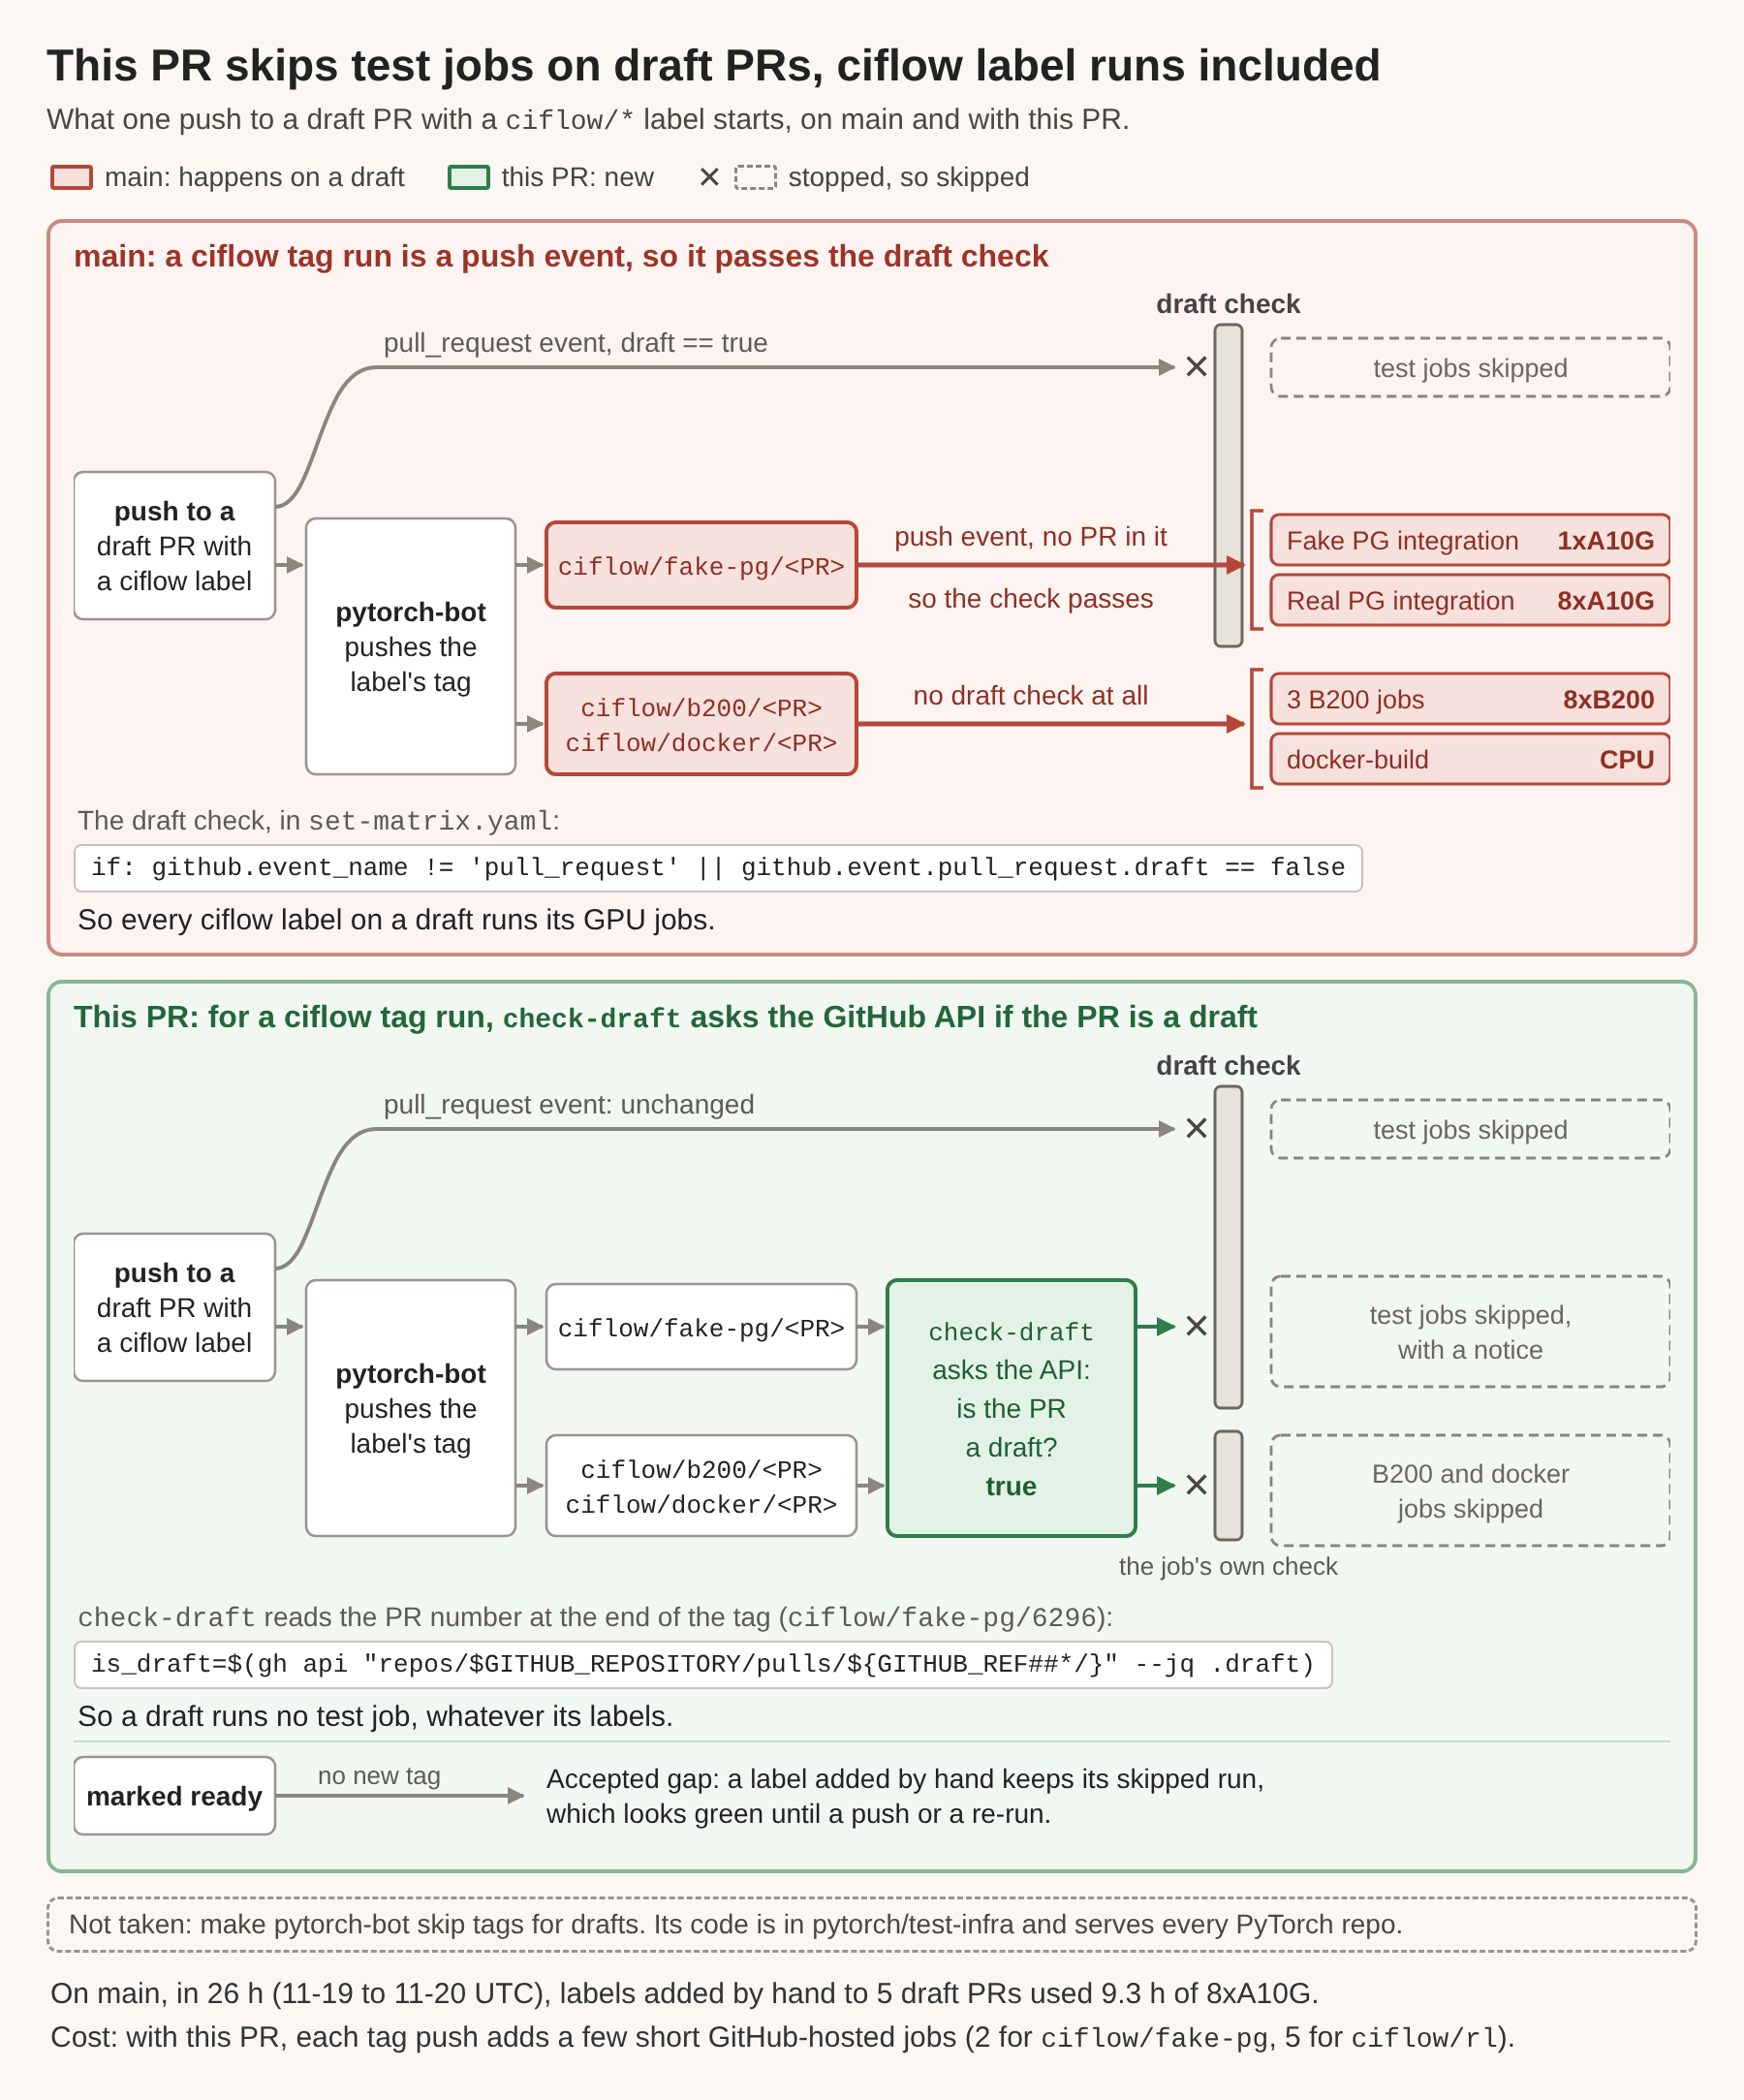 This PR skips test jobs on draft PRs, ciflow label runs included
What one push to a draft PR with a ciflow/* label starts, on main and with this PR.
main: happens on a draft
this PR: new
✕ stopped, so skipped
main: a ciflow tag run is a push event, so it passes the draft check
draft check
pull_request event, draft == true
✕
test jobs skipped
push to a
draft PR with
a ciflow label
pytorch-bot
pushes the
label's tag
ciflow/fake-pg/<PR>
push event, no PR in it
so the check passes
Fake PG integration 1xA10G
Real PG integration 8xA10G
ciflow/b200/<PR>
ciflow/docker/<PR>
no draft check at all
3 B200 jobs 8xB200
docker-build CPU
The draft check, in set-matrix.yaml:
if: github.event_name != 'pull_request' || github.event.pull_request.draft == false
So every ciflow label on a draft runs its GPU jobs.
This PR: for a ciflow tag run, check-draft asks the GitHub API if the PR is a draft
draft check
pull_request event: unchanged
✕
test jobs skipped
push to a
draft PR with
a ciflow label
pytorch-bot
pushes the
label's tag
ciflow/fake-pg/<PR>
ciflow/b200/<PR>
ciflow/docker/<PR>
check-draft
asks the API:
is the PR
a draft?
true
✕
test jobs skipped,
with a notice
✕
B200 and docker
jobs skipped
the job's own check
check-draft reads the PR number at the end of the tag (ciflow/fake-pg/6296):
is_draft=$(gh api "repos/$GITHUB_REPOSITORY/pulls/${GITHUB_REF##*/}" --jq .draft)
So a draft runs no test job, whatever its labels.
marked ready
no new tag
Accepted gap: a label added by hand keeps its skipped run,
which looks green until a push or a re-run.
Not taken: make pytorch-bot skip tags for drafts. Its code is in pytorch/test-infra and serves every PyTorch repo.
On main, in 26 h (11-19 to 11-20 UTC), labels added by hand to 5 draft PRs used 9.3 h of 8xA10G.
Cost: with this PR, each tag push adds a few short GitHub-hosted jobs (2 for ciflow/fake-pg, 5 for ciflow/rl).